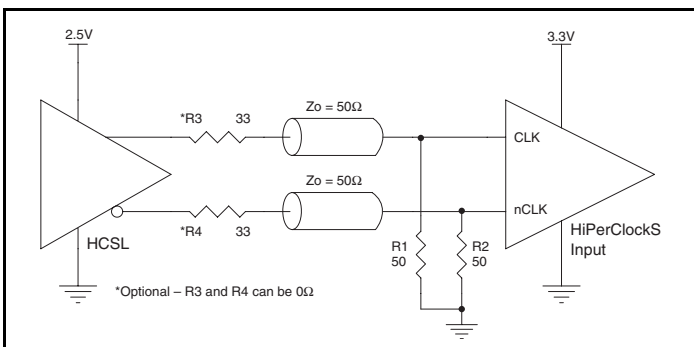 2.5V
3.3V
*R3 33
Zo = 50Ω
CLK
Zo = 50Ω
*R4 33
nCLK
HCSL
HiPerClockS
Input
R1
50
R2
50
*Optional – R3 and R4 can be 0Ω